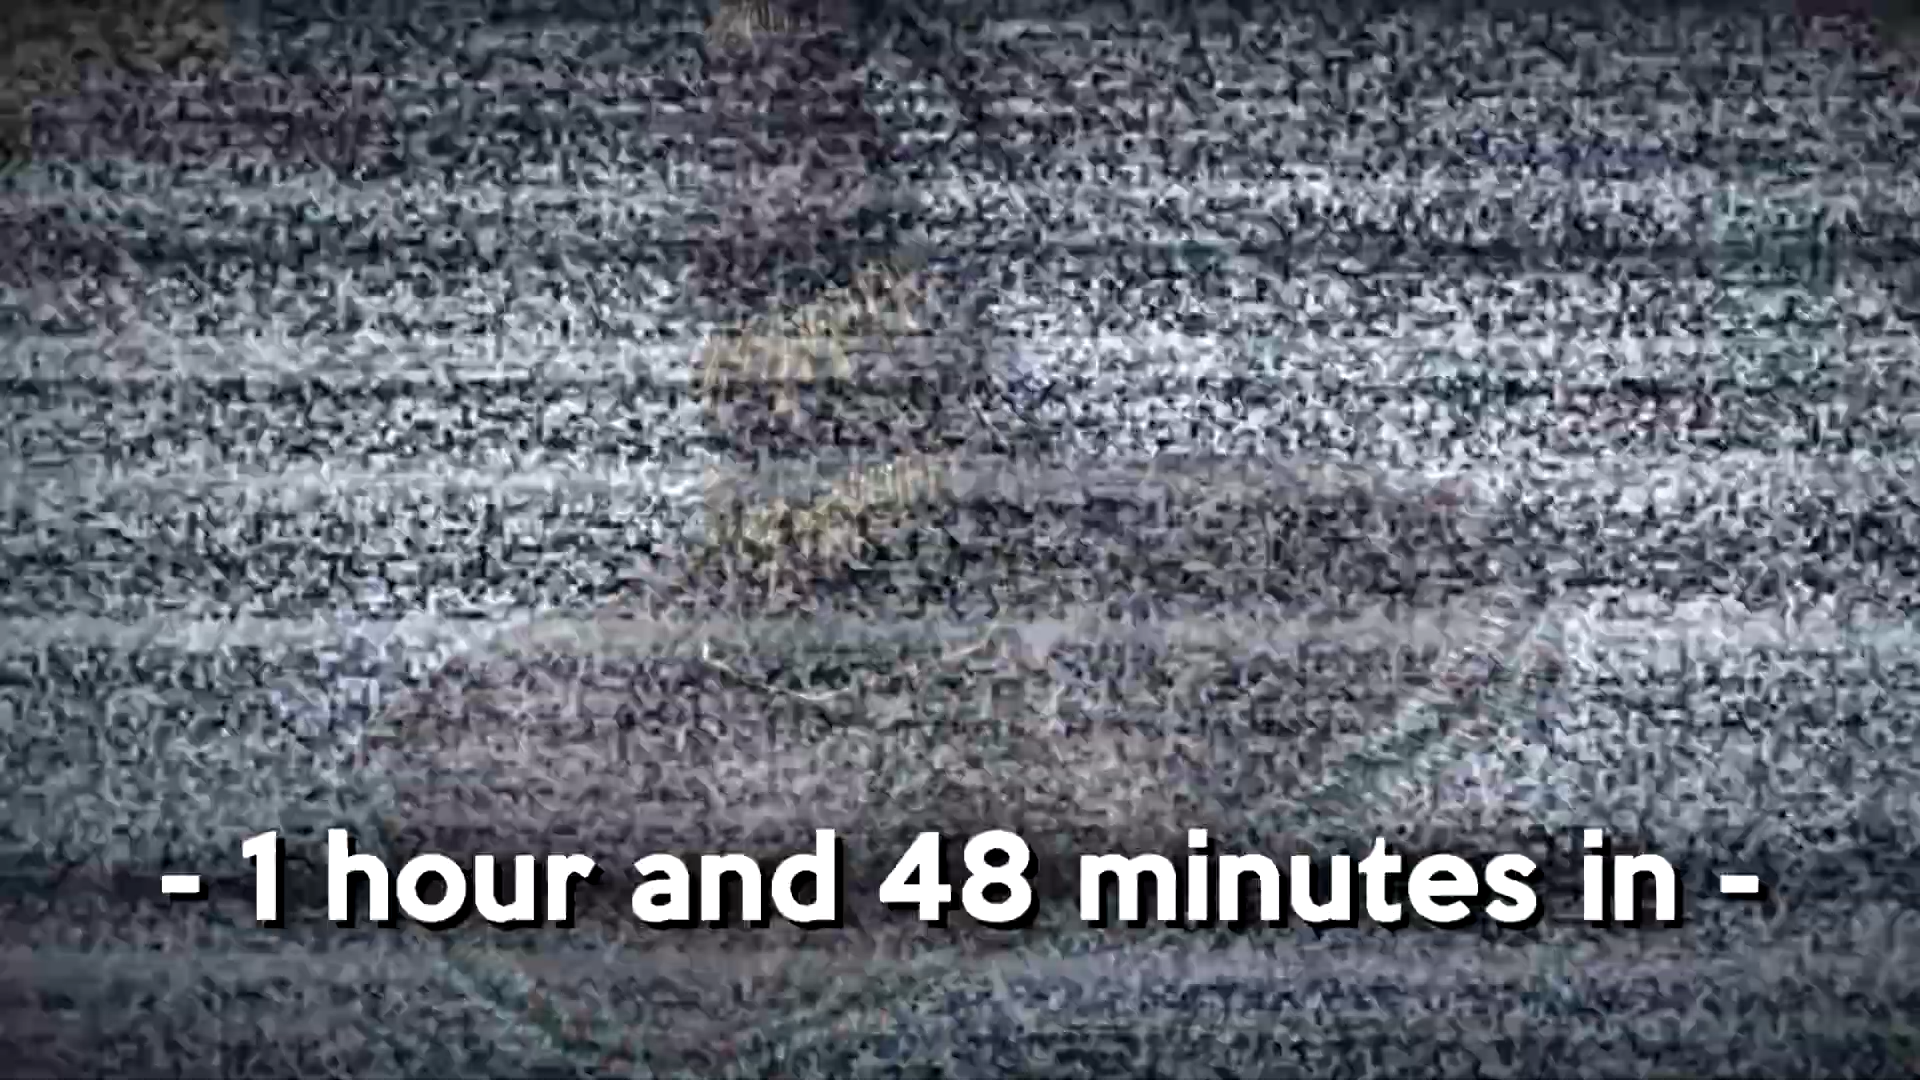 - 1 hour and 48 minutes in -